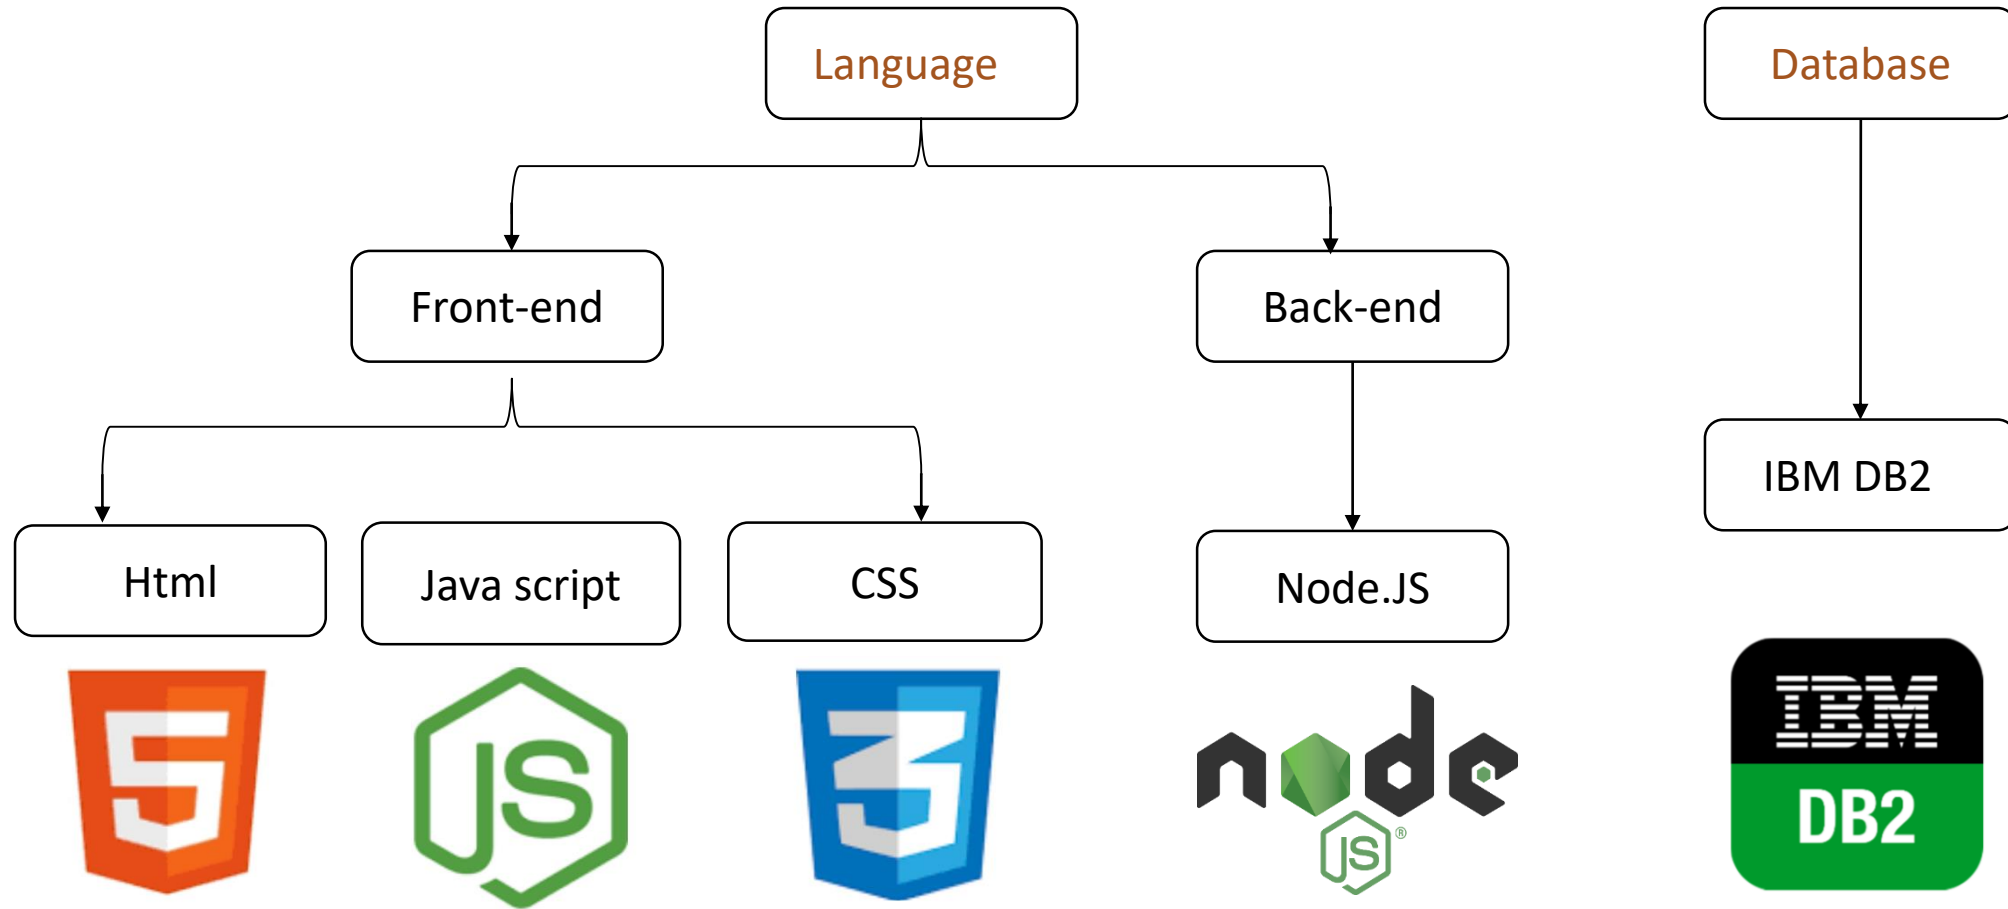 Language
Database
Front-end
Back-end
IBM DB2
Html
Java script
CSS
Node.JS
5
JS
3
node
JS®
IBM
DB2